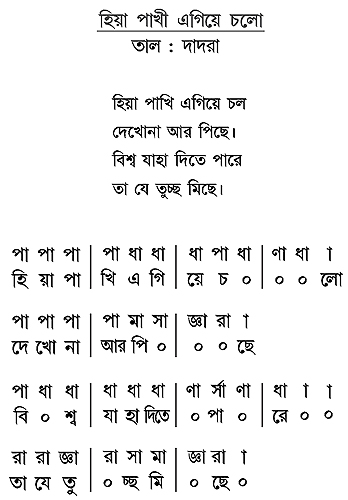 হিয়া পাখী এগিয়ে চলো
তাল : দাদরা
হিয়া পাখি এগিয়ে চল
দেখোনা আর পিছে।
বিশ্ব যাহা দিতে পারে
তা যে তুচ্ছ মিছে।
পা পা পা | পা ধা ধা | ধা পা ধা | ণা ধা া
হি য়া পা | খি এ গি | য়ে চ ০ | ০ ০ লো
পা পা পা | পা মা সা | জ্ঞা রা া
দে খো না | আর পি ০ | ০ ০ ছে
পা ধা ধা | ধা ধা ধা | ণা র্সা ণা | ধা া া
বি ০ শ্ব | যা হা দিতে | ০ পা ০ | রে ০ ০
রা রা জ্ঞা | রা সা মা | জ্ঞা রা া
তা যে তু | ০ চ্ছ মি | ০ ছে ০